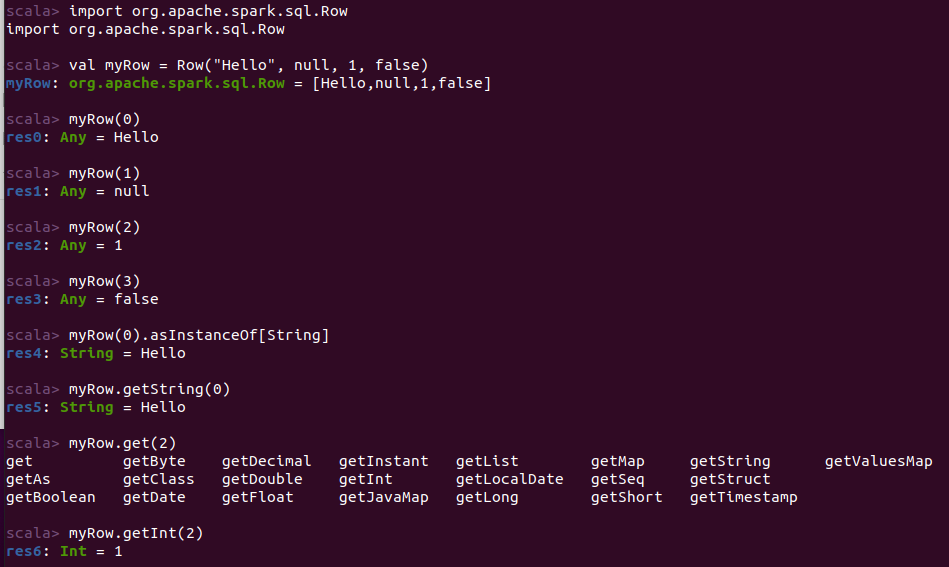 scala> import org.apache.spark.sql.Row
import org.apache.spark.sql.Row
scala> val myRow = Row("Hello", null, 1, false)
myRow: org.apache.spark.sql.Row = [Hello,null,1,false]
scala> myRow(0)
res0: Any = Hello
scala> myRow(1)
res1: Any = null
scala> myRow(2)
res2: Any = 1
scala> myRow(3)
res3: Any = false
scala> myRow(0).asInstanceOf[String]
res4: String = Hello
scala> myRow.getString(0)
res5: String = Hello
scala> myRow.get(2)
get getByte getDecimal getInstant getList getMap getString getValuesMap
getAs getClass getDouble getInt getLocalDate getSeq getStruct
getBoolean getDate getFloat getJavaMap getLong getShort getTimestamp
scala> myRow.getInt(2)
res6: Int = 1